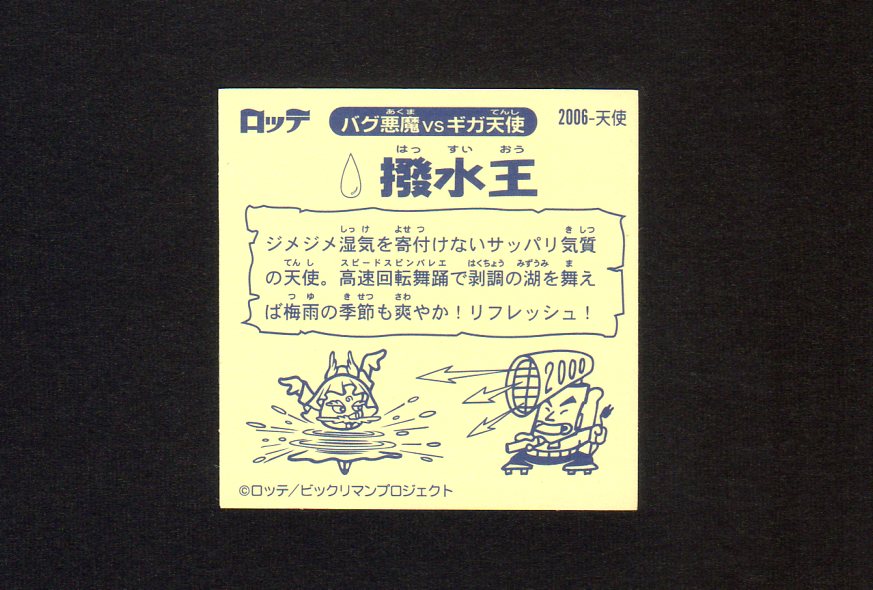 ロッテ バグ悪魔VSギガ天使 2006-天使
撥水王
ジメジメ湿気を寄付けないサッパリ気質
の天使。高速回転舞踊で剥調の湖を舞え
ば梅雨の季節も爽やか!リフレッシュ!
2000
©ロッテ/ビックリマンプロジェクト